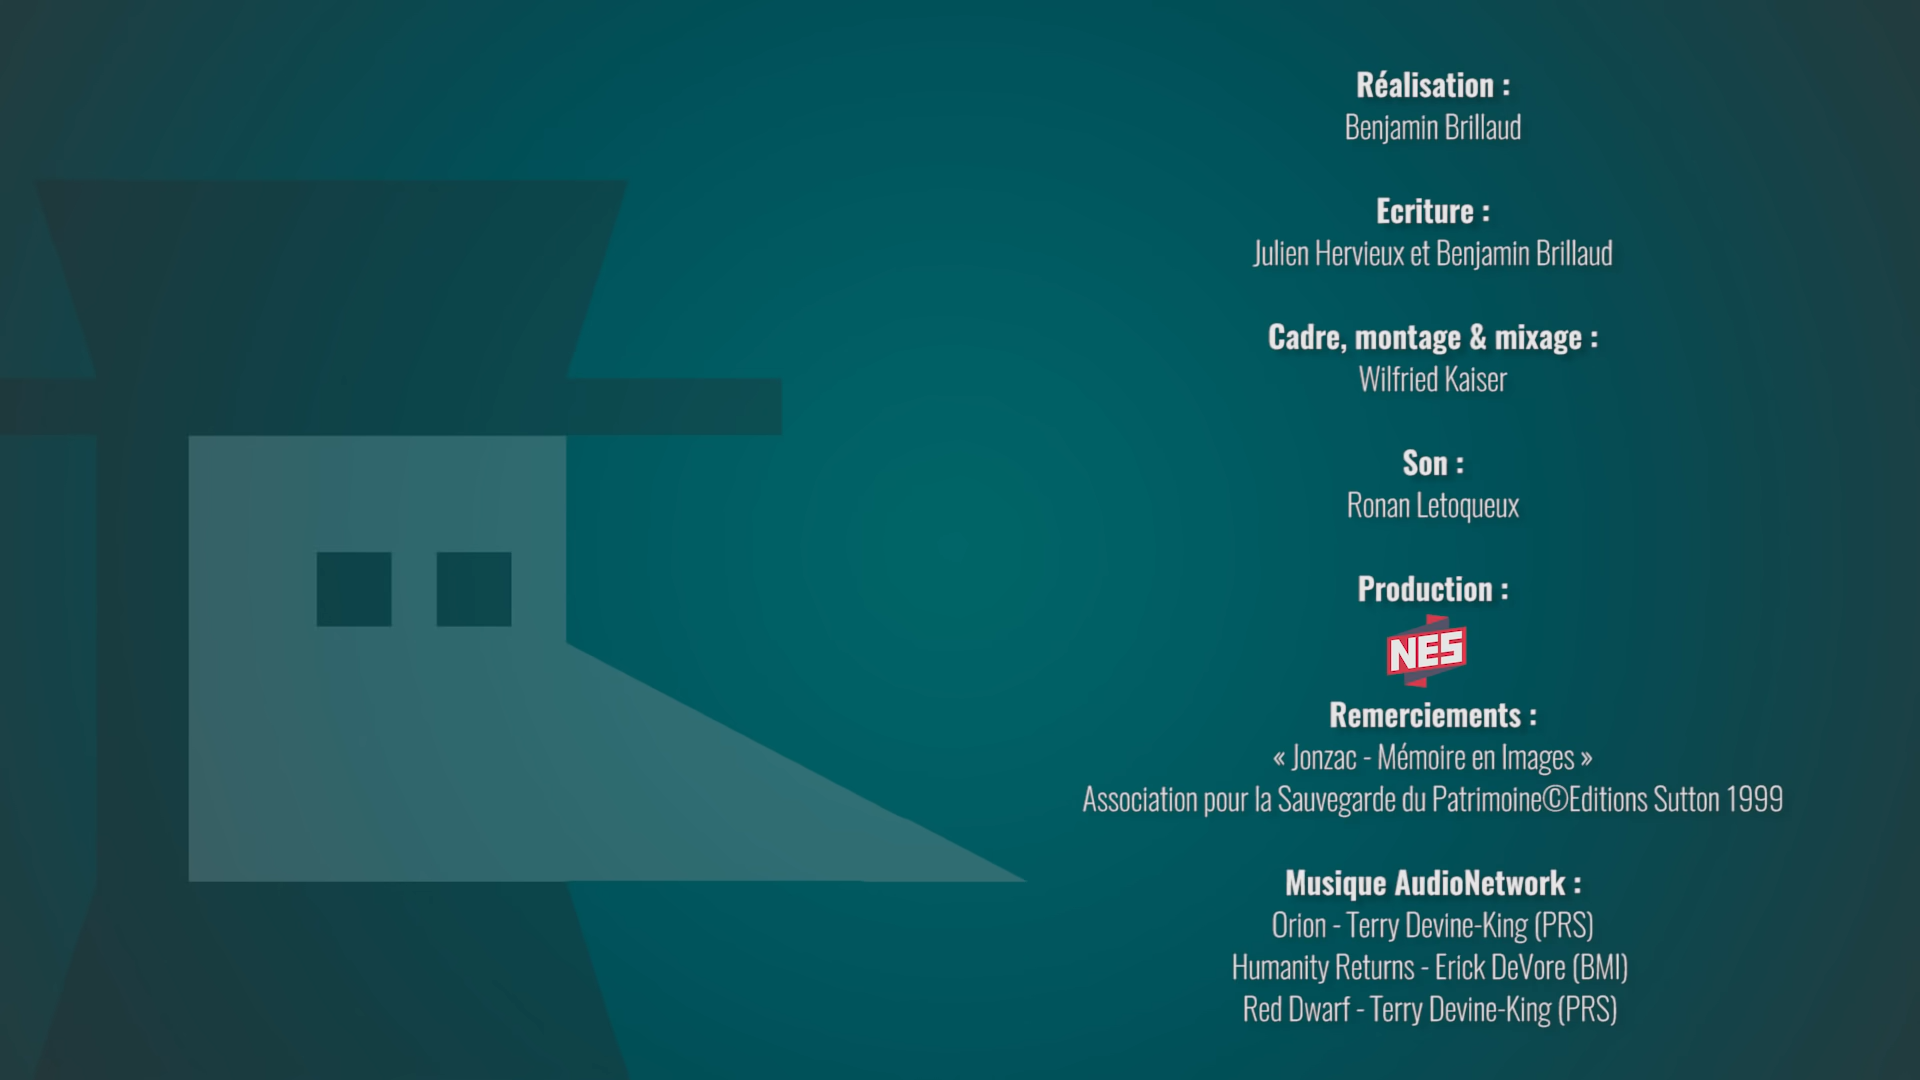 Réalisation :
Benjamin Brillaud
Ecriture :
Julien Hervieux et Benjamin Brillaud
Cadre, montage & mixage :
Wilfried Kaiser
Son :
Ronan Letoqueux
Production :
NES
Remerciements :
« Jonzac - Mémoire en Images »
Association pour la Sauvegarde du Patrimoine©Editions Sutton 1999
Musique AudioNetwork :
Orion - Terry Devine-King (PRS)
Humanity Returns - Erick DeVore (BMI)
Red Dwarf - Terry Devine-King (PRS)